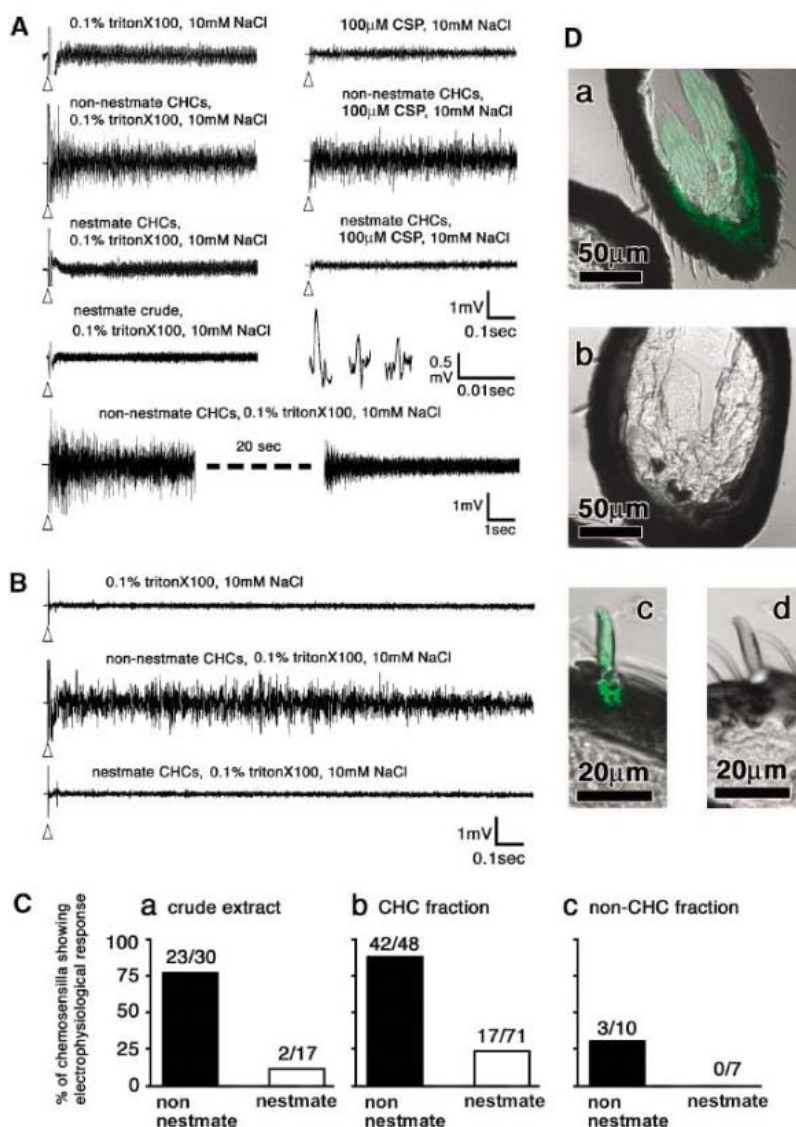 A
0.1% tritonX100, 10mM NaCl
100μM CSP, 10mM NaCl
non-nestmate CHCs,
0.1% tritonX100, 10mM NaCl
non-nestmate CHCs,
100μM CSP, 10mM NaCl
nestmate CHCs,
0.1% tritonX100, 10mM NaCl
nestmate CHCs,
100μM CSP, 10mM NaCl
1mV
0.1sec
nestmate crude,
0.1% tritonX100, 10mM NaCl
0.5
mV
0.01sec
non-nestmate CHCs, 0.1% tritonX100, 10mM NaCl
20 sec
1mV
1sec
B
0.1% tritonX100, 10mM NaCl
non-nestmate CHCs, 0.1% tritonX100, 10mM NaCl
nestmate CHCs, 0.1% tritonX100, 10mM NaCl
1mV
0.1sec
D
a
50μm
b
50μm
c
20μm
d
20μm
C
% of chemosensilla showing
electrophysiological response
a crude extract
100
75
50
25
0
23/30
2/17
non
nestmate
nestmate
b CHC fraction
42/48
17/71
non
nestmate
nestmate
c non-CHC fraction
3/10
0/7
non
nestmate
nestmate